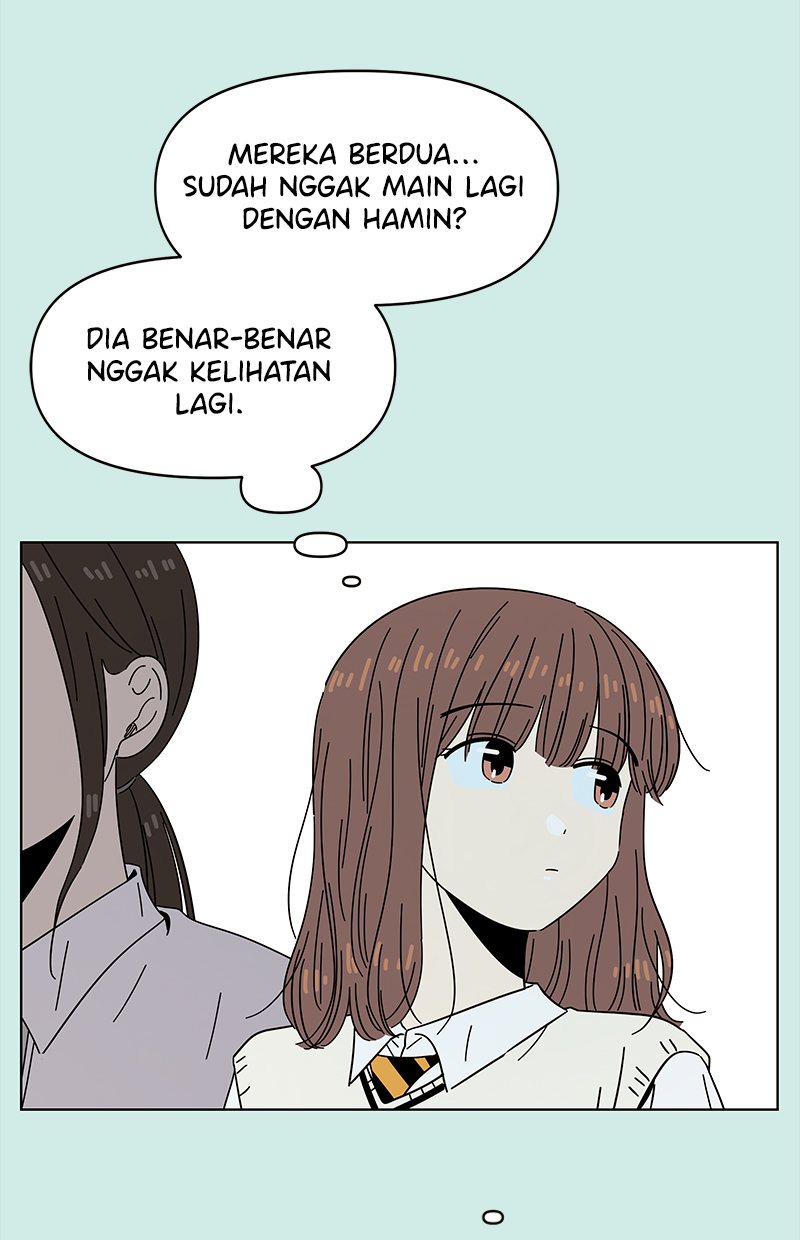 MEREKA BERDUA...
SUDAH NGGAK MAIN LAGI
DENGAN HAMIN?
DIA BENAR-BENAR
NGGAK KELIHATAN
LAGI.